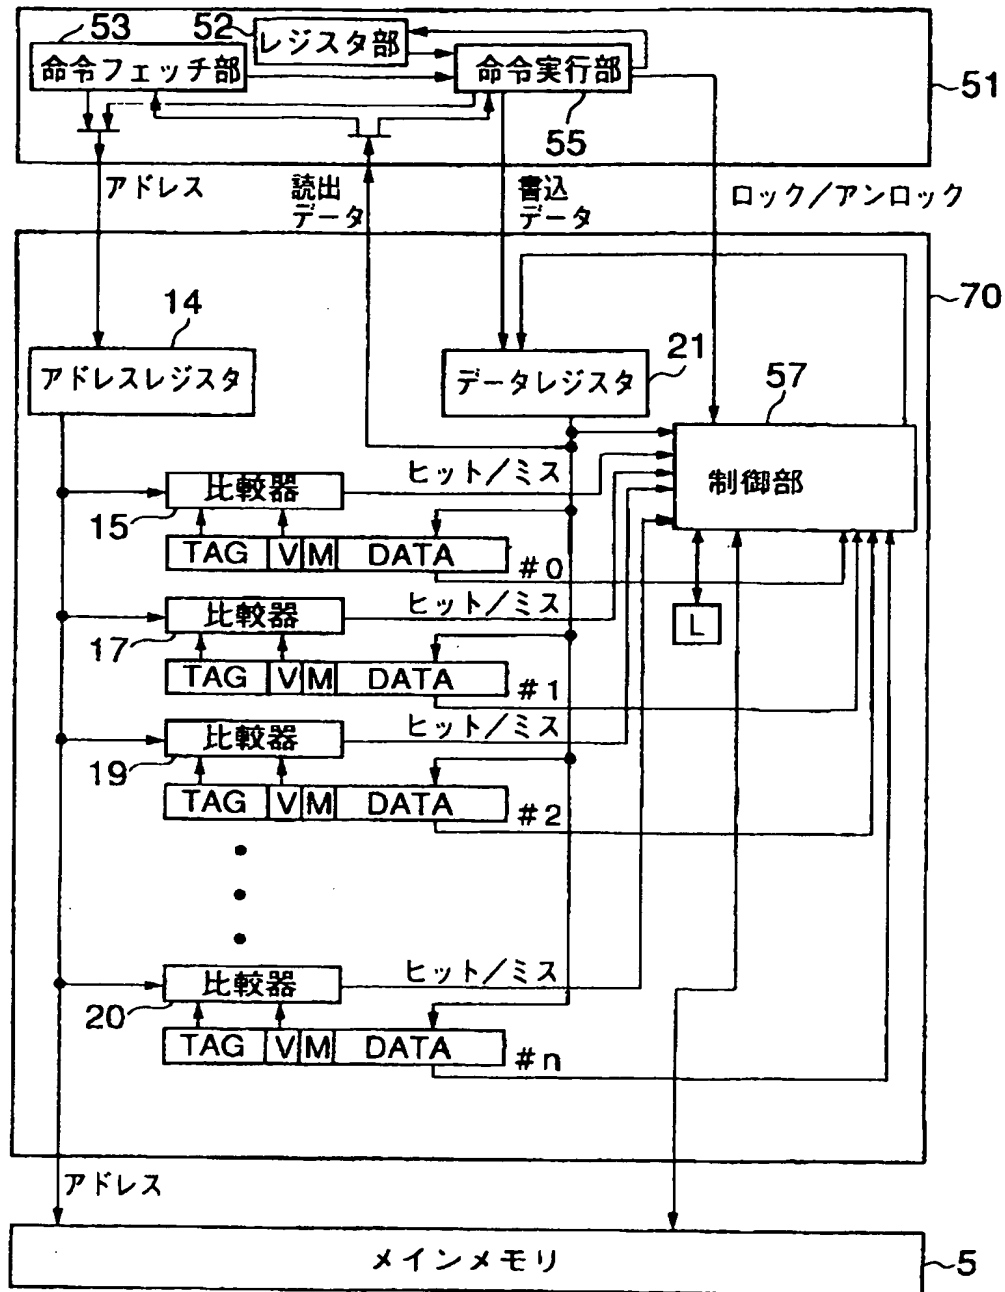 53
52
レジスタ部
命令フェッチ部
命令実行部
51
55
アドレス
読出
データ
書込
データ
ロック/アンロック
70
14
アドレスレジスタ
データレジスタ
21
57
制御部
比較器
ヒット/ミス
15
TAG V M DATA
#0
L
比較器
ヒット/ミス
17
TAG V M DATA
#1
比較器
ヒット/ミス
19
TAG V M DATA
#2
比較器
ヒット/ミス
20
TAG V M DATA
#n
アドレス
メインメモリ
5